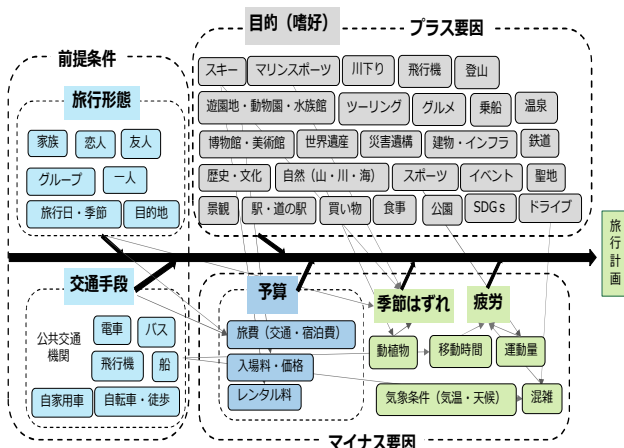 目的（嗜好）
プラス要因
前提条件
旅行形態
家族 恋人 友人
グループ 一人
旅行日・季節 目的地
スキー マリンスポーツ 川下り 飛行機 登山
遊園地・動物園・水族館 ツーリング グルメ 乗船 温泉
博物館・美術館 世界遺産 災害遺構 建物・インフラ 鉄道
歴史・文化 自然（山・川・海） スポーツ イベント 聖地
景観 駅・道の駅 買い物 食事 公園 SDGs ドライブ
旅行計画
交通手段
公共交通
機関
電車 バス
飛行機 船
自家用車 自転車・徒歩
予算
旅費（交通・宿泊費）
入場料・価格
レンタル料
季節はずれ
疲労
動植物 移動時間 運動量
気象条件（気温・天候） 混雑
マイナス要因